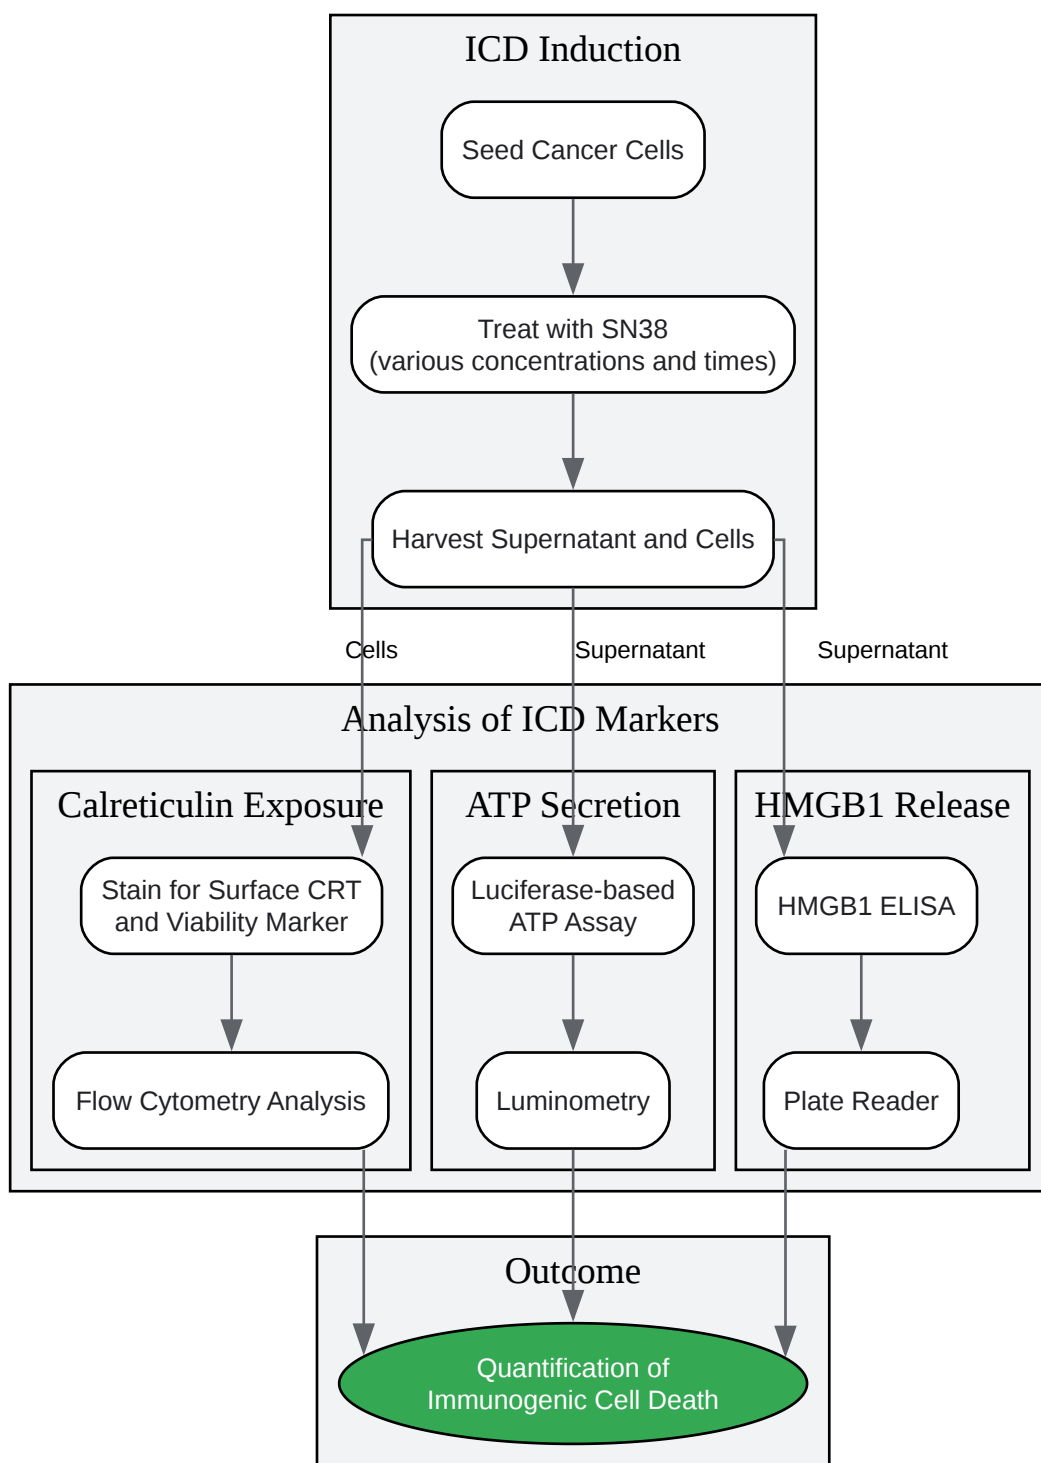 ICD Induction
Seed Cancer Cells
Treat with SN38
(various concentrations and times)
Harvest Supernatant and Cells
Cells
Supernatant
Supernatant
Analysis of ICD Markers
Calreticulin Exposure
Stain for Surface CRT
and Viability Marker
Flow Cytometry Analysis
ATP Secretion
Luciferase-based
ATP Assay
Luminometry
HMGB1 Release
HMGB1 ELISA
Plate Reader
Outcome
Quantification of
Immunogenic Cell Death